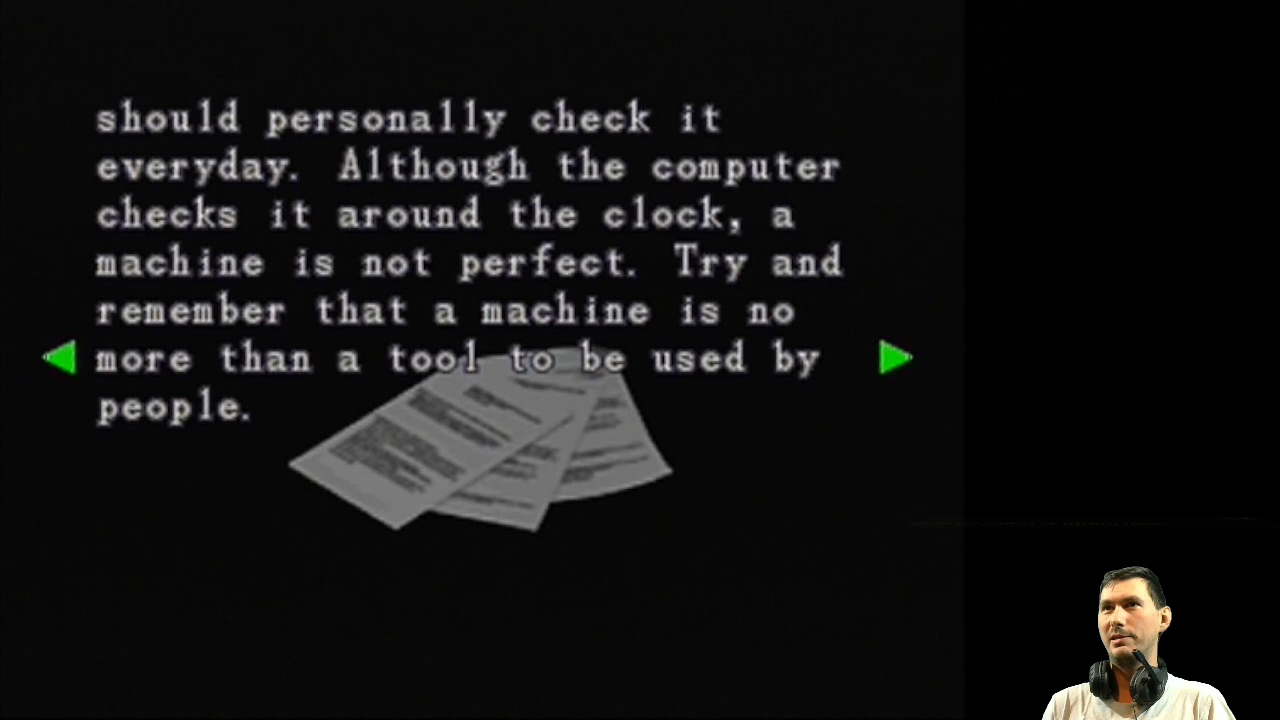 should personally check it
everyday. Although the computer
checks it around the clock, a
machine is not perfect. Try and
remember that a machine is no
more than a tool to be used by
people.